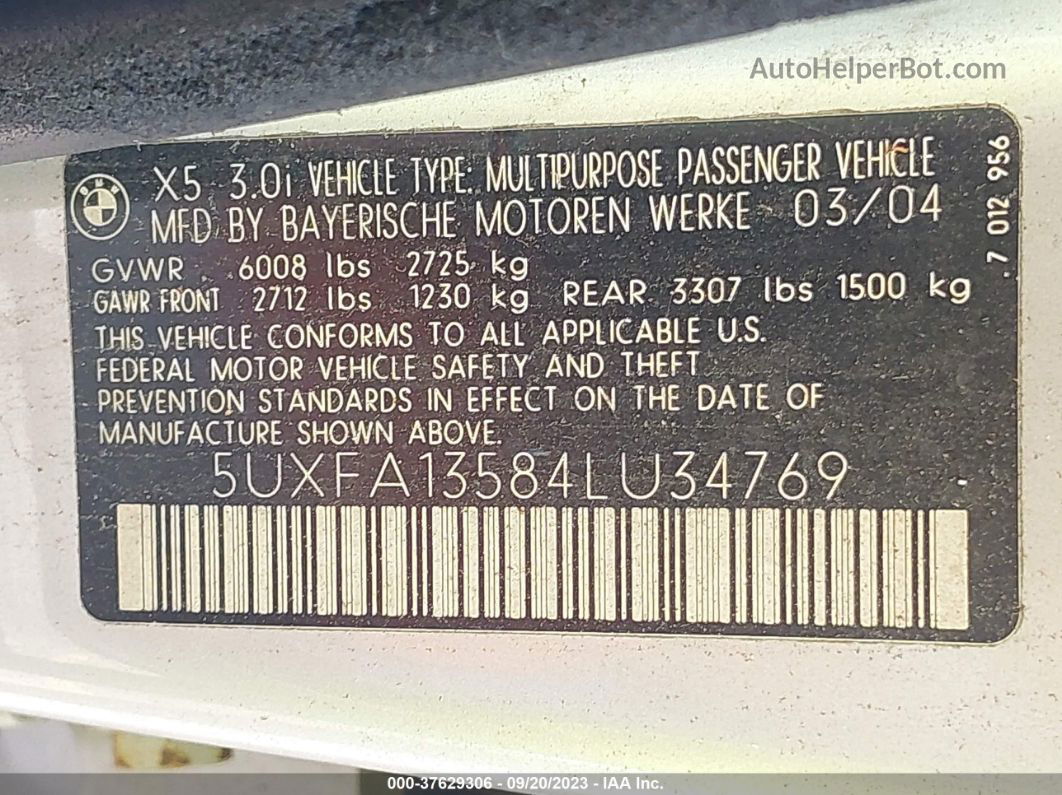 AutoHelperBot.com
X5 3.0i VEHICLE TYPE: MULTIPURPOSE PASSENGER VEHICLE
MFD BY BAYERISCHE MOTOREN WERKE 03/04
GVWR 6008 lbs 2725 kg
GAWR FRONT 2712 lbs 1230 kg REAR 3307 lbs 1500 kg
THIS VEHICLE CONFORMS TO ALL APPLICABLE U.S.
FEDERAL MOTOR VEHICLE SAFETY AND THEFT
PREVENTION STANDARDS IN EFFECT ON THE DATE OF
MANUFACTURE SHOWN ABOVE.
5UXFA13584LU34769
.7 012 956
BMW
000-37629306 - 09/20/2023 - IAA Inc.